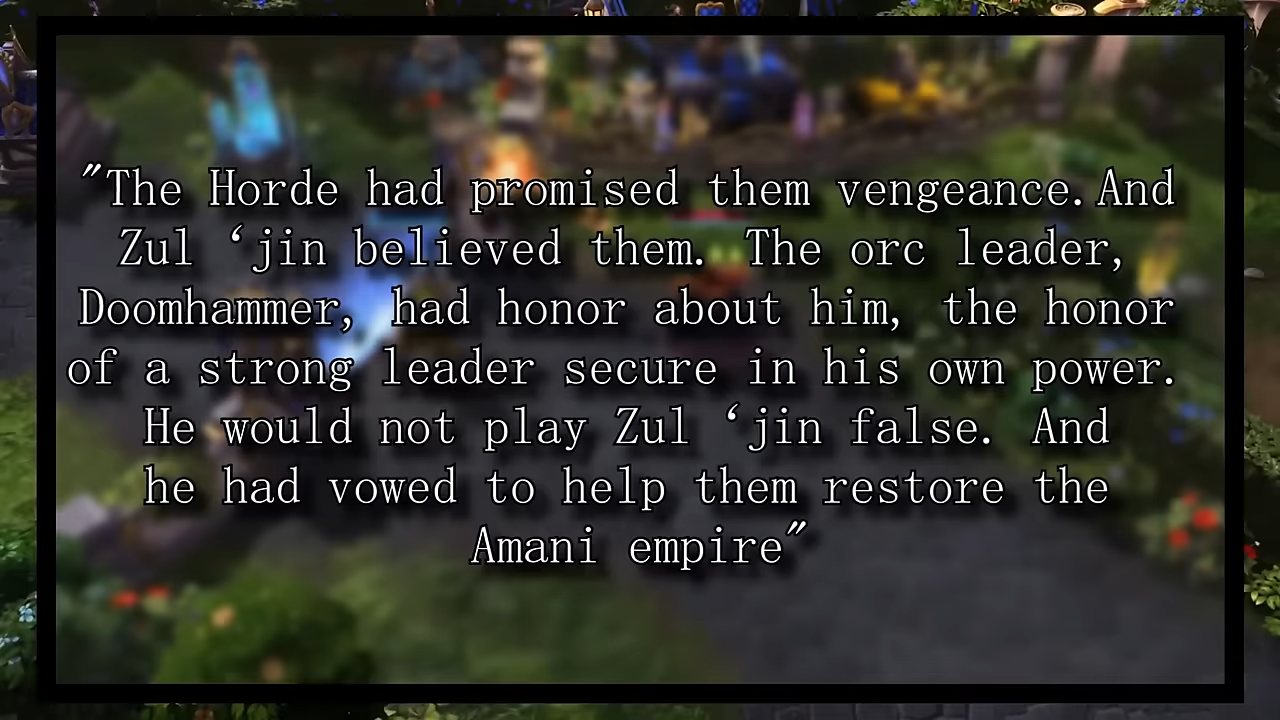 "The Horde had promised them vengeance. And
Zul ‘jin believed them. The orc leader,
Doomhammer, had honor about him, the honor
of a strong leader secure in his own power.
He would not play Zul ‘jin false. And
he had vowed to help them restore the
Amani empire"